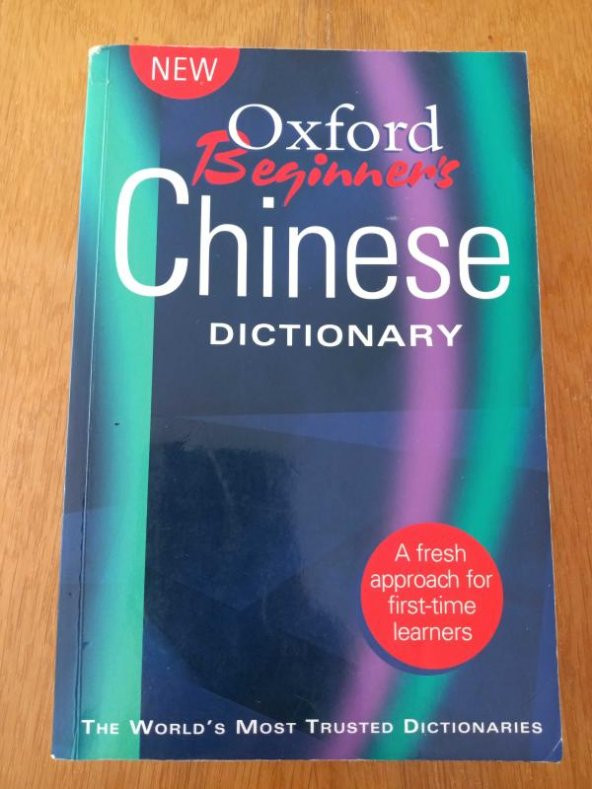 NEW
Oxford
Beginner's
Chinese
DICTIONARY
A fresh
approach for
first-time
learners
THE WORLD'S MOST TRUSTED DICTIONARIES